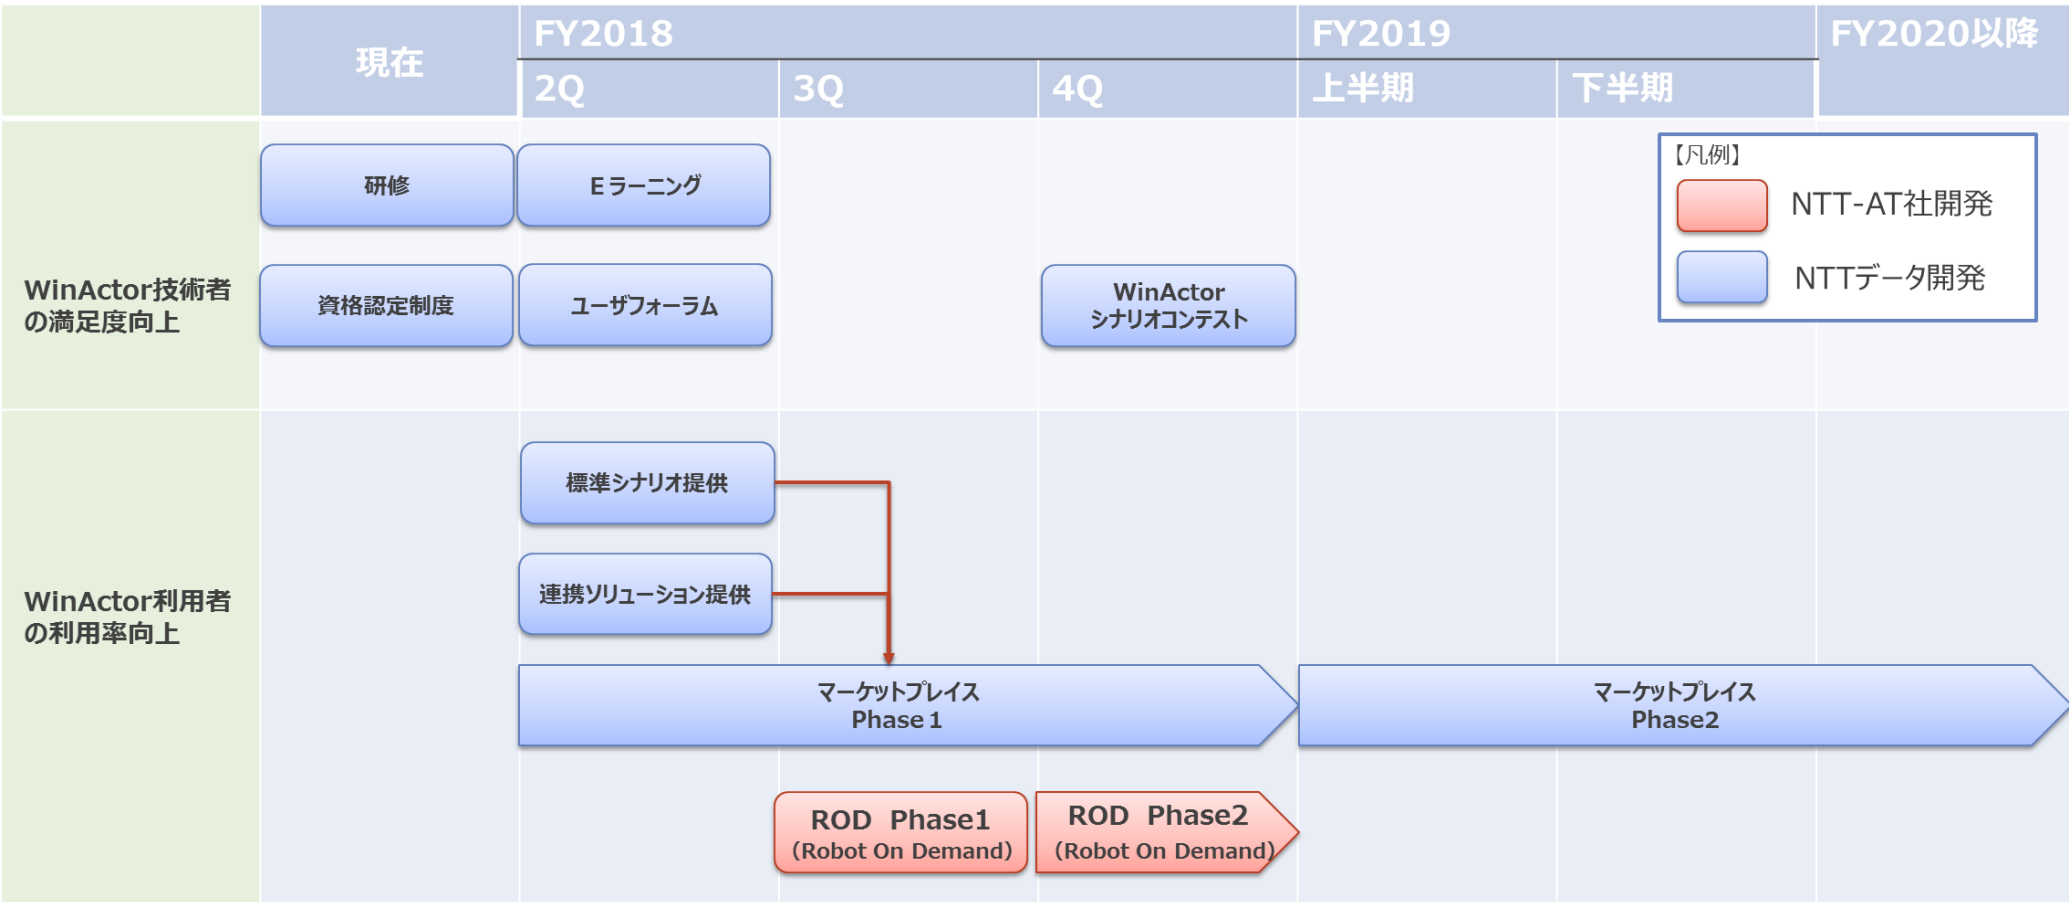 現在
FY2018
FY2019
FY2020以降
2Q
3Q
4Q
上半期
下半期
【凡例】
NTT-AT社開発
NTTデータ開発
WinActor技術者
の満足度向上
研修
Eラーニング
資格認定制度
ユーザフォーラム
WinActor
シナリオコンテスト
WinActor利用者
の利用率向上
標準シナリオ提供
連携ソリューション提供
マーケットプレイス
Phase1
マーケットプレイス
Phase2
ROD Phase1
(Robot On Demand)
ROD Phase2
(Robot On Demand)